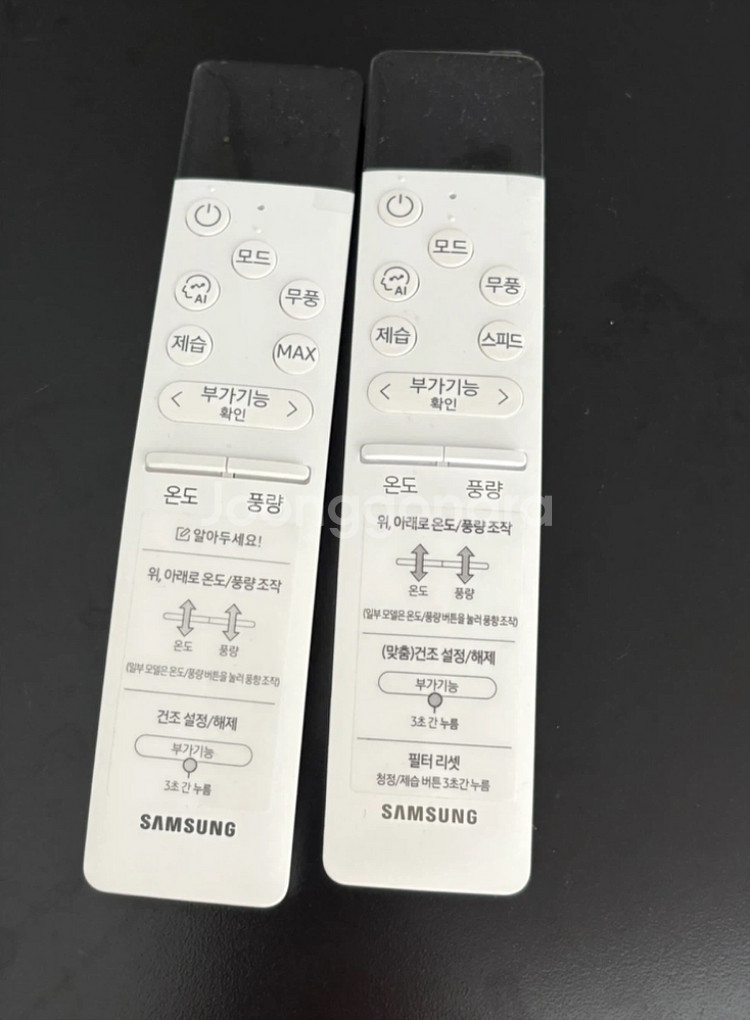 모드
AI
무풍
제습
MAX
< 부가기능 >
확인
온도 풍량
알아두세요!
위, 아래로 온도/풍량 조작
온도 풍량
(일부 모델은 온도/풍량 버튼을 눌러 풍향 조작)
건조 설정/해제
부가기능
3초 간 누름
SAMSUNG
모드
AI
무풍
제습
스피드
< 부가기능 >
확인
온도 풍량
위, 아래로 온도/풍량 조작
온도 풍량
(일부 모델은 온도/풍량 버튼을 눌러 풍향 조작)
(맞춤)건조 설정/해제
부가기능
3초 간 누름
필터 리셋
청정/제습 버튼 3초간 누름
SAMSUNG
Joonggonara